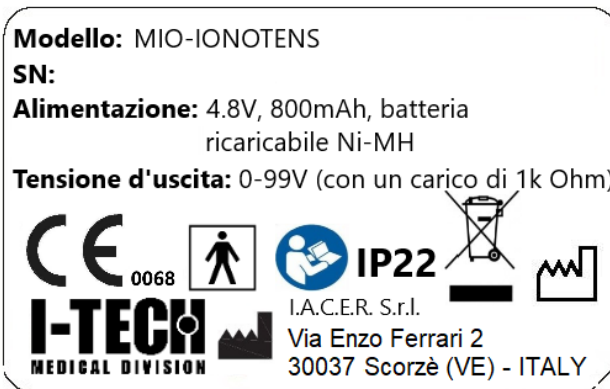 Modello: MIO-IONOTENS
SN:
Alimentazione: 4.8V, 800mAh, batteria
ricaricabile Ni-MH
Tensione d'uscita: 0-99V (con un carico di 1k Ohm)
CE 0068
IP22
I-TECH
MEDICAL DIVISION
I.A.C.E.R. S.r.l.
Via Enzo Ferrari 2
30037 Scorzè (VE) - ITALY